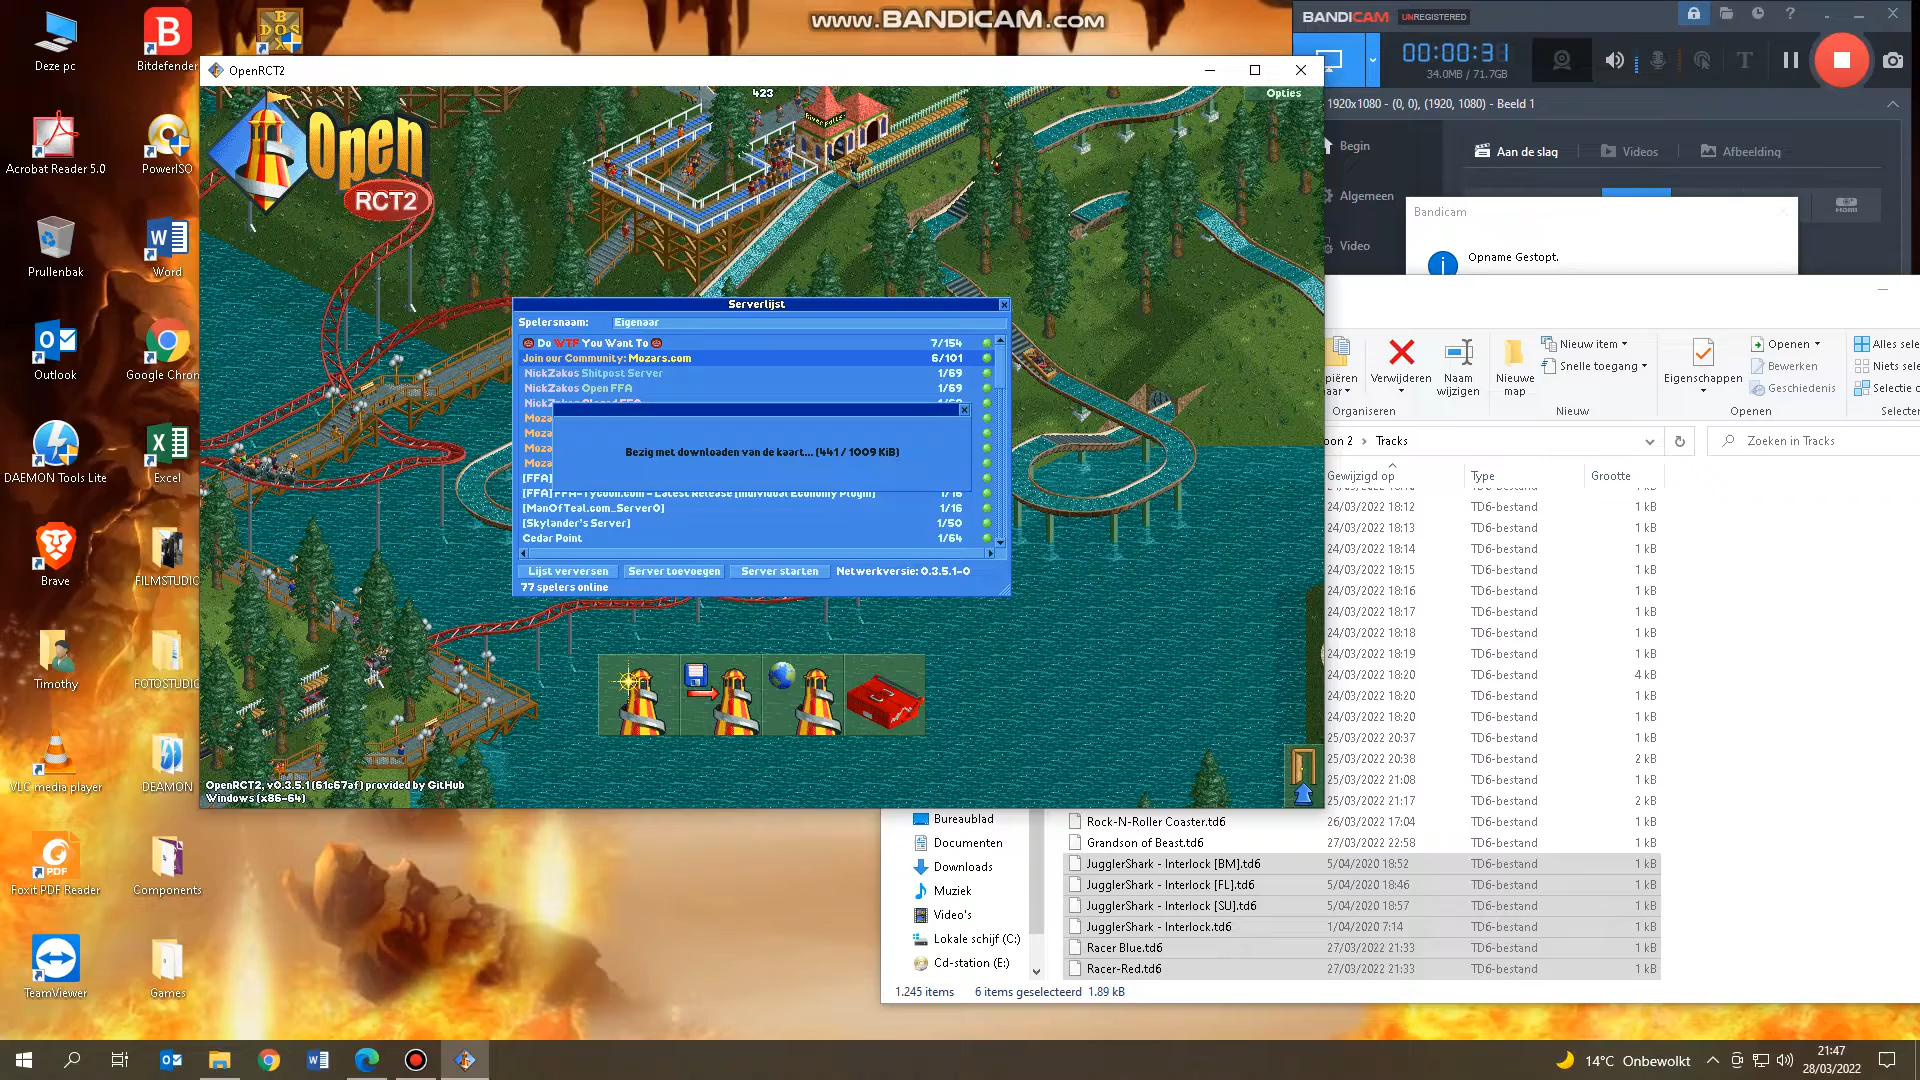 www.BANDICAM.com
Deze pc
Bitdefender
Acrobat Reader 5.0
PowerISO
Prullenbak
Word
Outlook
Google Chrom
DAEMON Tools Lite
Excel
Brave
FILMSTUDIO
Timothy
FOTOSTUDIO
VLC media player
DEAMON
Foxit PDF Reader
Components
TeamViewer
Games
OpenRCT2
423
Opties
Open
RCT2
Serverlijst
Spelersnaam: Eigenaar
Do WTF You Want To 7/154
Join our Community: Mozars.com 6/101
NickZakos Shitpost Server 1/69
NickZakos Open FFA 1/69
Bezig met downloaden van de kaart... (441 / 1009 KiB)
[FFA]
[FFA] FFA-Tycoon.com - Latest Release [Individual Economy Plugin] 1/16
[ManOfTeal.com_Server0] 1/16
[Skylander's Server] 1/50
Cedar Point 1/64
Lijst verversen Server toevoegen Server starten Netwerkversie: 0.3.5.1-0
77 spelers online
OpenRCT2, v0.3.5.1 (61c67af) provided by GitHub
Windows (x86-64)
BANDICAM UNREGISTERED
00:00:31
34.0MB / 71.7GB
1920x1080 - (0, 0), (1920, 1080) - Beeld 1
Begin
Aan de slag Videos Afbeelding
Algemeen
HDMI
Video
Bandicam
Opname Gestopt.
Verwijderen
Naam wijzigen
Nieuwe map
Nieuw item
Snelle toegang
Eigenschappen
Openen
Bewerken
Geschiedenis
Alles sele
Niets sele
Selectie o
Organiseren Nieuw Openen Selecter
oon 2 > Tracks
Zoeken in Tracks
Gewijzigd op Type Grootte
24/03/2022 18:12 TD6-bestand 1 kB
24/03/2022 18:13 TD6-bestand 1 kB
24/03/2022 18:14 TD6-bestand 1 kB
24/03/2022 18:15 TD6-bestand 1 kB
24/03/2022 18:16 TD6-bestand 1 kB
24/03/2022 18:17 TD6-bestand 1 kB
24/03/2022 18:18 TD6-bestand 1 kB
24/03/2022 18:19 TD6-bestand 1 kB
24/03/2022 18:20 TD6-bestand 4 kB
24/03/2022 18:20 TD6-bestand 1 kB
24/03/2022 18:20 TD6-bestand 1 kB
25/03/2022 20:37 TD6-bestand 1 kB
25/03/2022 20:38 TD6-bestand 2 kB
25/03/2022 21:08 TD6-bestand 1 kB
25/03/2022 21:17 TD6-bestand 2 kB
Rock-N-Roller Coaster.td6 26/03/2022 17:04 TD6-bestand 1 kB
Grandson of Beast.td6 27/03/2022 22:58 TD6-bestand 1 kB
JugglerShark - Interlock [BM].td6 5/04/2020 18:52 TD6-bestand 1 kB
JugglerShark - Interlock [FL].td6 5/04/2020 18:46 TD6-bestand 1 kB
JugglerShark - Interlock [SU].td6 5/04/2020 18:57 TD6-bestand 1 kB
JugglerShark - Interlock.td6 1/04/2020 7:14 TD6-bestand 1 kB
Racer Blue.td6 27/03/2022 21:33 TD6-bestand 1 kB
Racer-Red.td6 27/03/2022 21:33 TD6-bestand 1 kB
Bureaublad
Documenten
Downloads
Muziek
Video's
Lokale schijf (C:)
Cd-station (E:)
1.245 items 6 items geselecteerd 1.89 kB
14°C Onbewolkt
21:47
28/03/2022